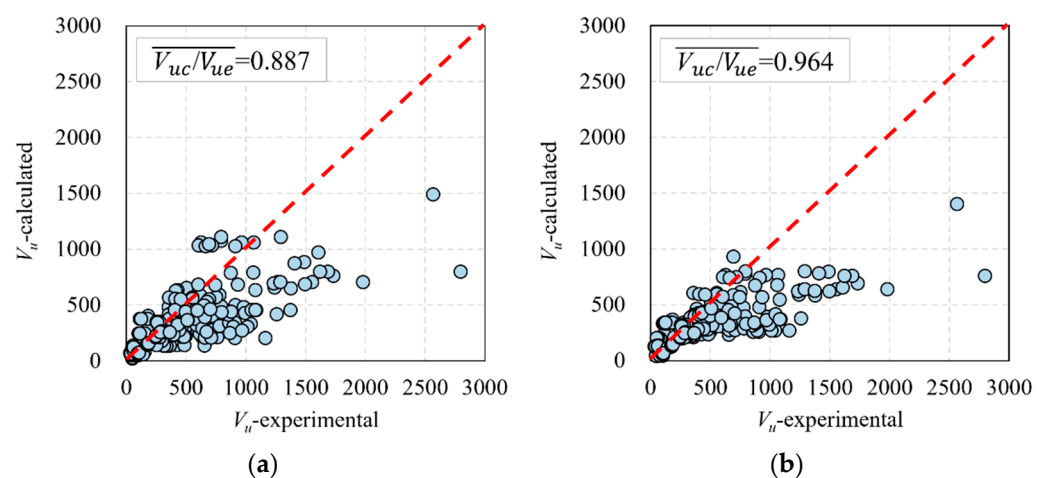 3000
2500
2000
1500
1000
500
0
V_u-calculated
V_uc/V_ue=0.887
0 500 1000 1500 2000 2500 3000
V_u-experimental
(a)
3000
2500
2000
1500
1000
500
0
V_u-calculated
V_uc/V_ue=0.964
0 500 1000 1500 2000 2500 3000
V_u-experimental
(b)